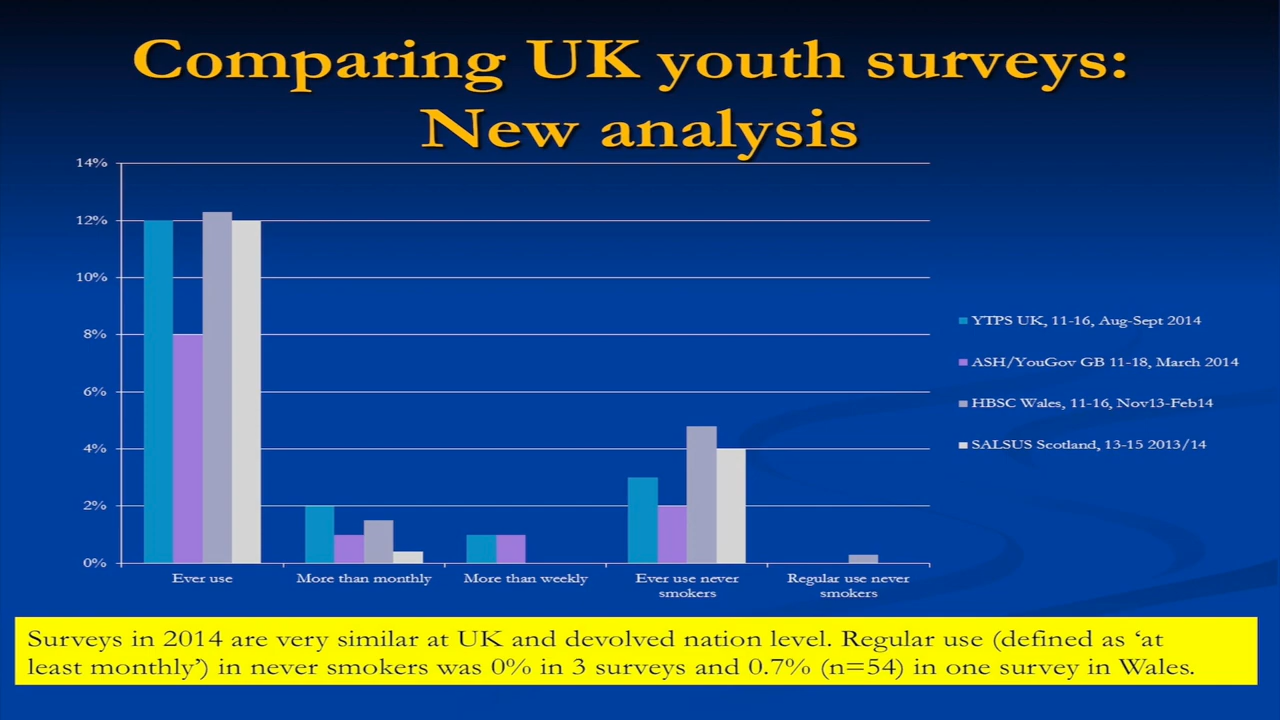 Comparing UK youth surveys:
New analysis
14%
12%
10%
8%
6%
4%
2%
0%
Ever use
More than monthly
More than weekly
Ever use never
smokers
Regular use never
smokers
YTPS UK, 11-16, Aug-Sept 2014
ASH/YouGov GB 11-18, March 2014
HBSC Wales, 11-16, Nov13-Feb14
SALSUS Scotland, 13-15 2013/14
Surveys in 2014 are very similar at UK and devolved nation level. Regular use (defined as ‘at
least monthly’) in never smokers was 0% in 3 surveys and 0.7% (n=54) in one survey in Wales.